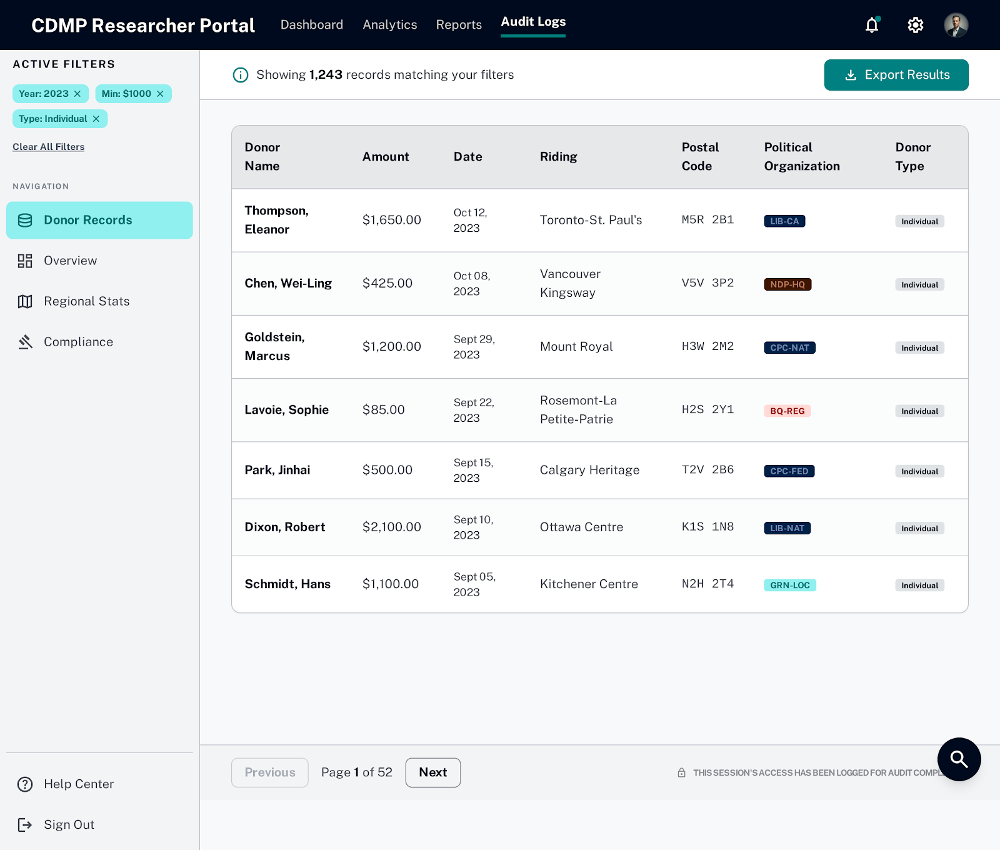 CDMP Researcher Portal
Dashboard
Analytics
Reports
Audit Logs
ACTIVE FILTERS
Year: 2023
Min: $1000
Type: Individual
Clear All Filters
NAVIGATION
Donor Records
Overview
Regional Stats
Compliance
Help Center
Sign Out
Showing 1,243 records matching your filters
Export Results
Donor Name
Amount
Date
Riding
Postal Code
Political Organization
Donor Type
Thompson, Eleanor
$1,650.00
Oct 12, 2023
Toronto-St. Paul's
M5R 2B1
LIB-CA
Individual
Chen, Wei-Ling
$425.00
Oct 08, 2023
Vancouver Kingsway
V5V 3P2
NDP-HQ
Individual
Goldstein, Marcus
$1,200.00
Sept 29, 2023
Mount Royal
H3W 2M2
CPC-NAT
Individual
Lavoie, Sophie
$85.00
Sept 22, 2023
Rosemont-La Petite-Patrie
H2S 2Y1
BQ-REG
Individual
Park, Jinhai
$500.00
Sept 15, 2023
Calgary Heritage
T2V 2B6
CPC-FED
Individual
Dixon, Robert
$2,100.00
Sept 10, 2023
Ottawa Centre
K1S 1N8
LIB-NAT
Individual
Schmidt, Hans
$1,100.00
Sept 05, 2023
Kitchener Centre
N2H 2T4
GRN-LOC
Individual
Previous
Page 1 of 52
Next
THIS SESSION'S ACCESS HAS BEEN LOGGED FOR AUDIT